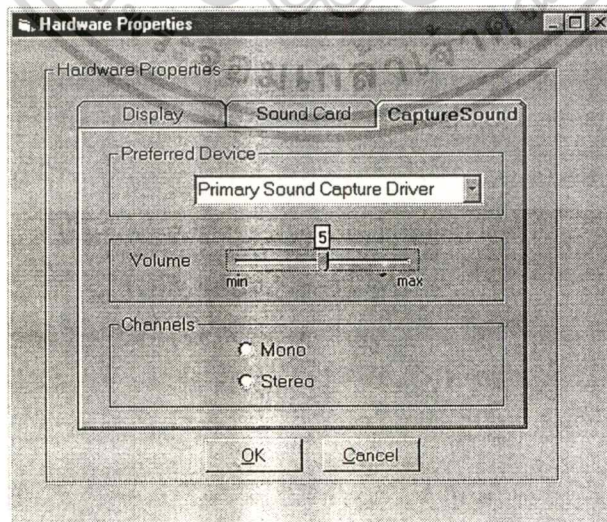 Hardware Properties
Hardware Properties
Display Sound Card CaptureSound
Preferred Device
Primary Sound Capture Driver
5
Volume
min max
Channels
Mono
Stereo
OK Cancel